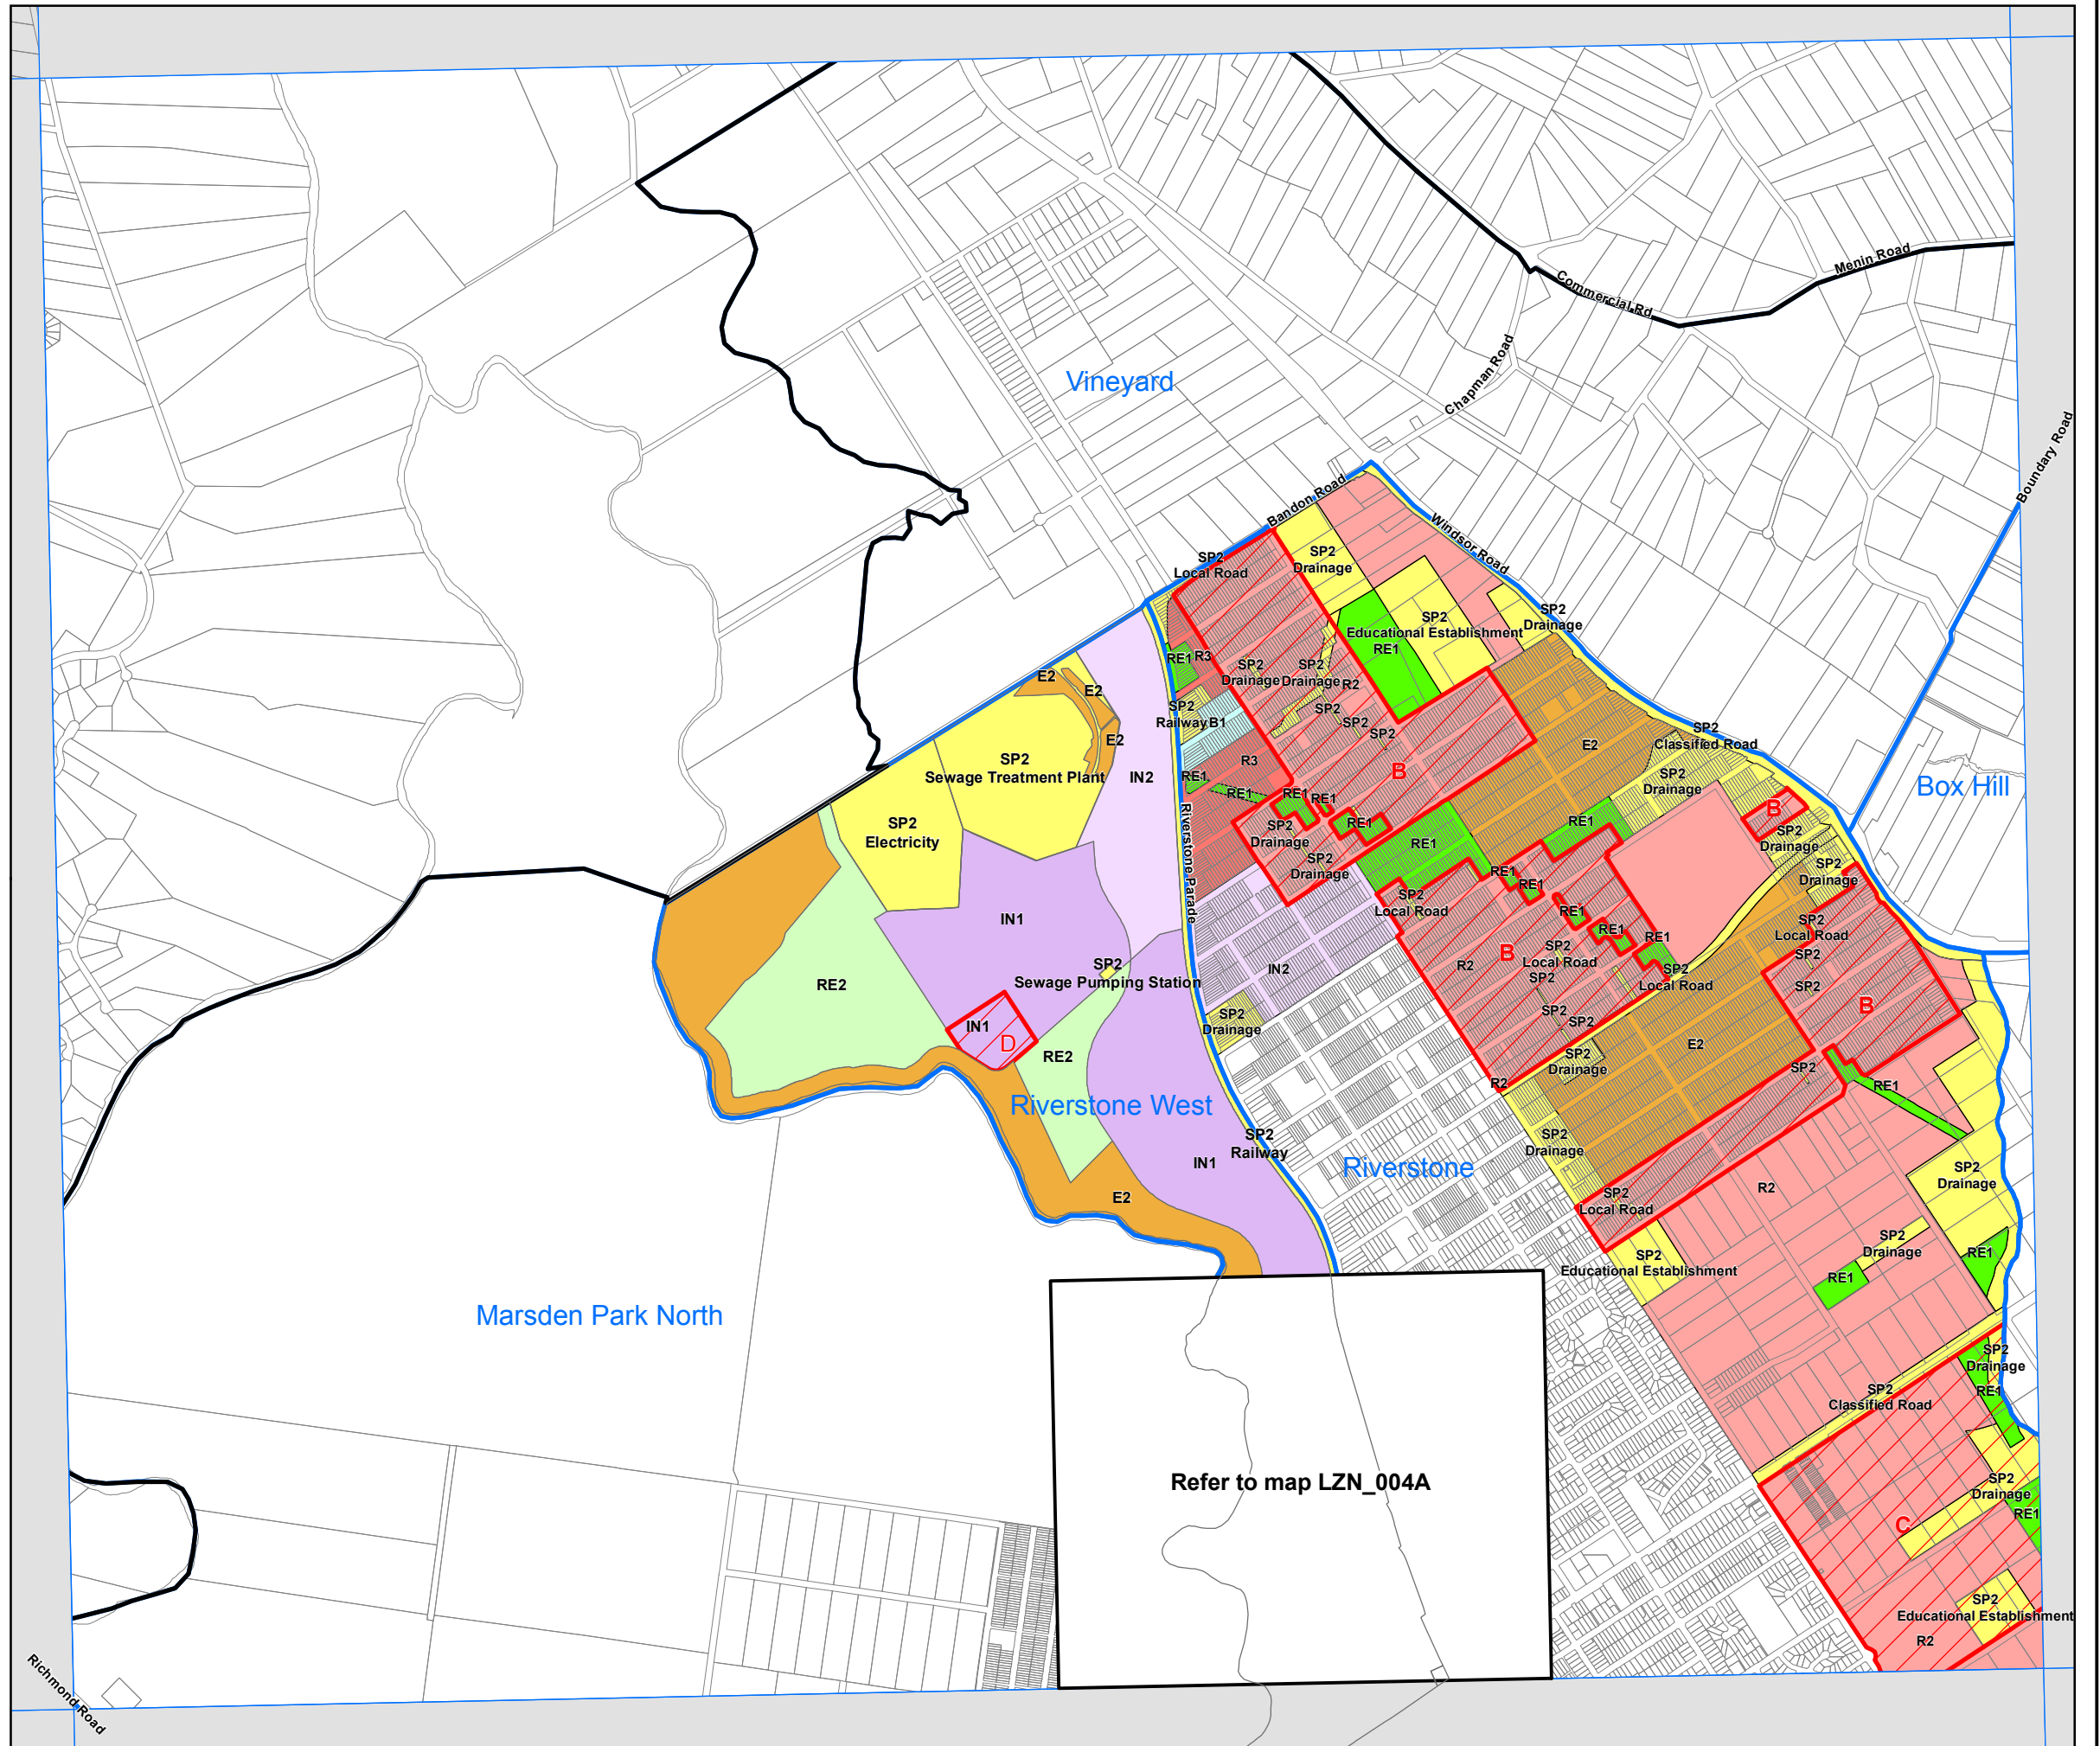 Menin Road
Commercial Rd
Chapman Road
Vineyard
Boundary Road
Bandon Road
Windsor Road
SP2
Local Road
SP2
Drainage
SP2
Educational Establishment
SP2
Drainage
RE1
RE1
R3
SP2
Drainage
SP2
Drainage
R2
E2
E2
E2
SP2
Railway
B1
SP2
SP2
SP2
SP2
Classified Road
E2
SP2
Sewage Treatment Plant
IN2
R3
B
RE1
RE1
RE1
RE1
RE1
SP2
Drainage
Box Hill
B
RE1
SP2
Electricity
SP2
Drainage
RE1
SP2
Drainage
SP2
Drainage
SP2
Drainage
Riverstone Parade
RE1
RE1
SP2
Local Road
RE1
RE1
RE1
SP2
Local Road
IN1
R2
B
SP2
Local Road
SP2
SP2
Local Road
SP2
SP2
B
SP2
Sewage Pumping Station
IN2
RE2
SP2
SP2
IN1
D
SP2
Drainage
RE2
E2
SP2
Drainage
R2
SP2
RE1
Riverstone West
SP2
Railway
IN1
Riverstone
SP2
Drainage
SP2
Drainage
R2
E2
SP2
Local Road
SP2
Educational Establishment
SP2
Drainage
RE1
RE1
Marsden Park North
SP2
Drainage
RE1
SP2
Classified Road
Refer to map LZN_004A
SP2
Drainage
RE1
C
SP2
Educational Establishment
R2
Richmond Road